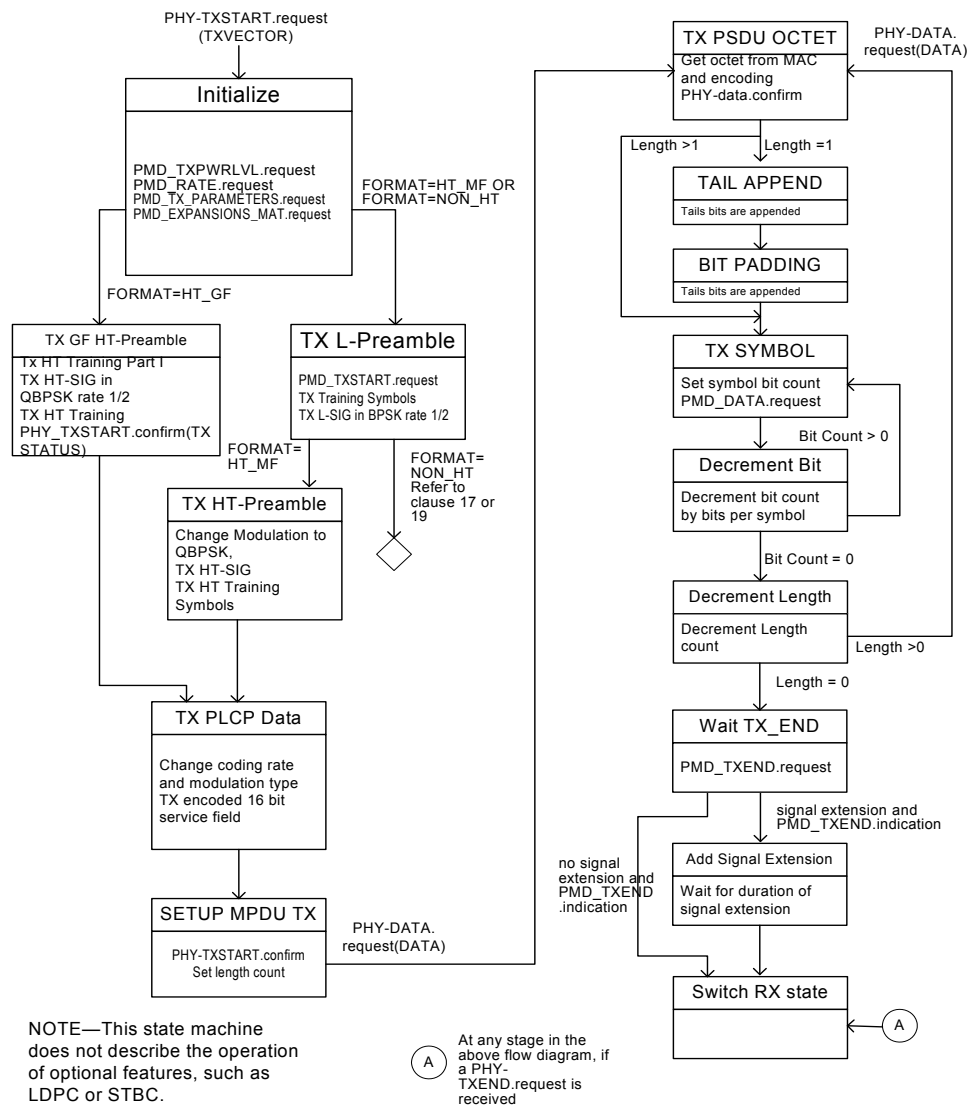 PHY-TXSTART.request
(TXVECTOR)
Initialize
PMD_TXPWRLVL.request
PMD_RATE.request
PMD_TX_PARAMETERS.request
PMD_EXPANSIONS_MAT.request
FORMAT=HT_MF OR
FORMAT=NON_HT
FORMAT=HT_GF
TX GF HT-Preamble
Tx HT Training Part I
TX HT-SIG in
QBPSK rate 1/2
TX HT Training
PHY_TXSTART.confirm(TX
STATUS)
TX L-Preamble
PMD_TXSTART.request
TX Training Symbols
TX L-SIG in BPSK rate 1/2
FORMAT=
HT_MF
FORMAT=
NON_HT
Refer to
clause 17 or
19
TX HT-Preamble
Change Modulation to
QBPSK,
TX HT-SIG
TX HT Training
Symbols
TX PLCP Data
Change coding rate
and modulation type
TX encoded 16 bit
service field
SETUP MPDU TX
PHY-TXSTART.confirm
Set length count
PHY-DATA.
request(DATA)
TX PSDU OCTET
Get octet from MAC
and encoding
PHY-data.confirm
PHY-DATA.
request(DATA)
Length >1
Length =1
TAIL APPEND
Tails bits are appended
BIT PADDING
Tails bits are appended
TX SYMBOL
Set symbol bit count
PMD_DATA.request
Bit Count > 0
Decrement Bit
Decrement bit count
by bits per symbol
Bit Count = 0
Decrement Length
Decrement Length
count
Length >0
Length = 0
Wait TX_END
PMD_TXEND.request
signal extension and
PMD_TXEND.indication
no signal
extension and
PMD_TXEND
.indication
Add Signal Extension
Wait for duration of
signal extension
Switch RX state
A
NOTE—This state machine
does not describe the operation
of optional features, such as
LDPC or STBC.
A
At any stage in the
above flow diagram, if
a PHY-
TXEND.request is
received